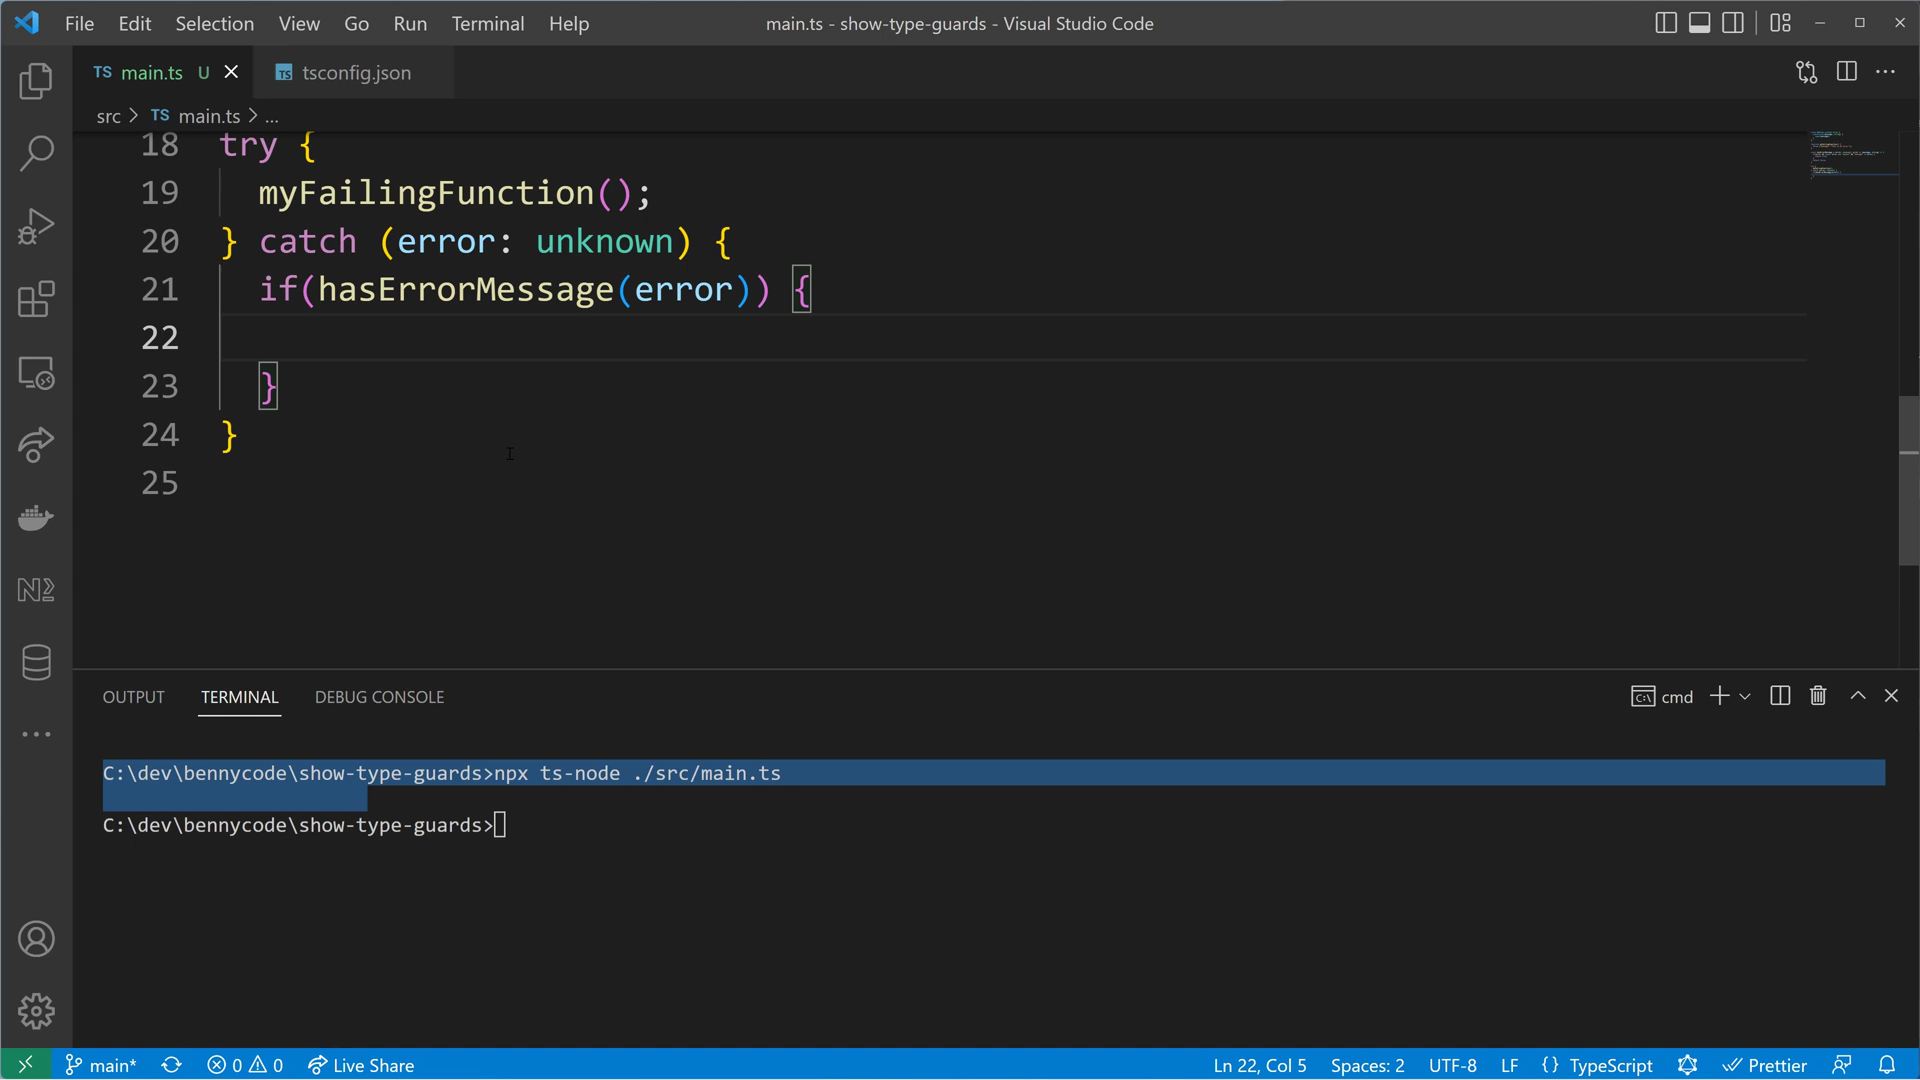 File Edit Selection View Go Run Terminal Help
main.ts - show-type-guards - Visual Studio Code
TS main.ts U
TS tsconfig.json
src > TS main.ts > ...
18 try {
19 myFailingFunction();
20 } catch (error: unknown) {
21 if(hasErrorMessage(error)) {
22
23 }
24 }
25
OUTPUT TERMINAL DEBUG CONSOLE
cmd
C:\dev\bennycode\show-type-guards>npx ts-node ./src/main.ts
C:\dev\bennycode\show-type-guards>
main* 0 0 Live Share
Ln 22, Col 5 Spaces: 2 UTF-8 LF {} TypeScript Prettier